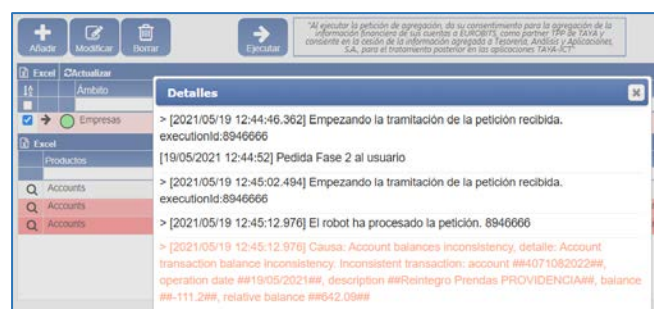 Añadir Modificar Borrar Ejecutar
"Al ejecutar la petición de agregación, da su consentimiento para la agregación de la
información financiera de sus cuentas a EUROBITS, como partner TPP de TAYA y
consiente en la cesión de la información agregada a Tesorería, Análisis y Aplicaciones,
S.A., para el tratamiento posterior en las aplicaciones TAYA-ICT"
Excel Actualizar
Ámbito
Empresas
Excel
Productos
Accounts
Accounts
Accounts
Detalles
> [2021/05/19 12:44:46.362] Empezando la tramitación de la petición recibida.
executionId:8946666
[19/05/2021 12:44:52] Pedida Fase 2 al usuario
> [2021/05/19 12:45:02.494] Empezando la tramitación de la petición recibida.
executionId:8946666
> [2021/05/19 12:45:12.976] El robot ha procesado la petición. 8946666
> [2021/05/19 12:45:12.976] Causa: Account balances inconsistency, detalle: Account
transaction balance inconsistency. Inconsistent transaction: account ##4071082022##,
operation date ##19/05/2021##, description ##Reintegro Prendas PROVIDENCIA##, balance
##-111.2##, relative balance ##642.09##